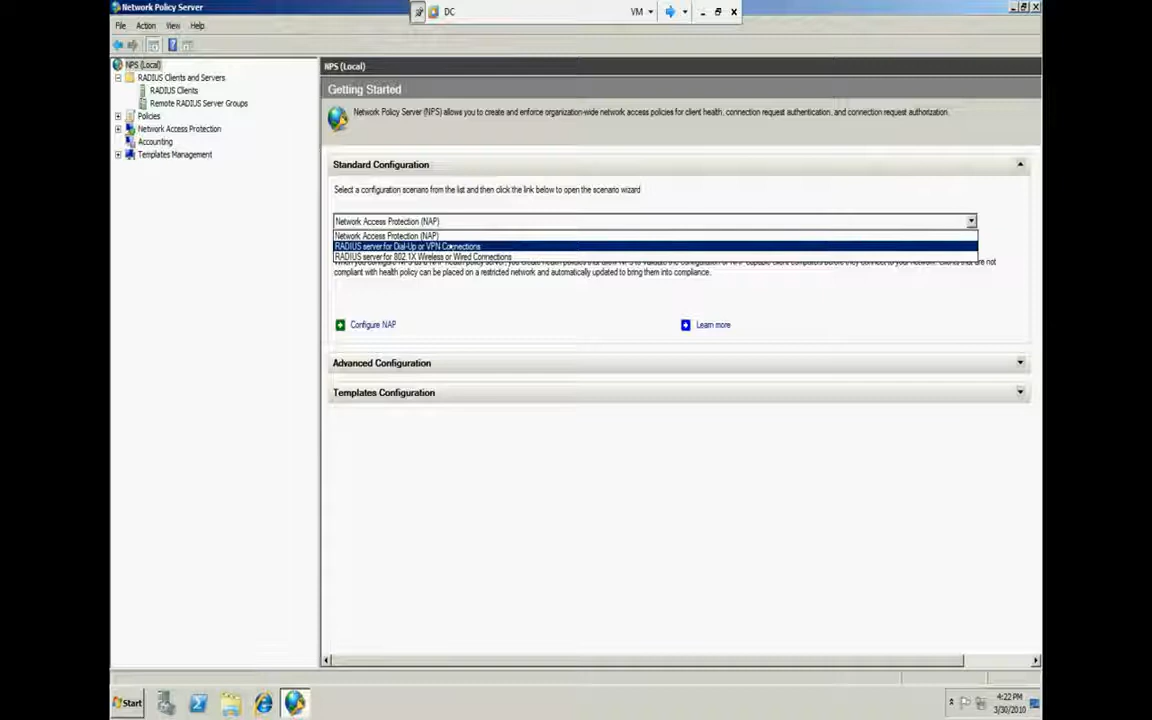 Network Policy Server
DC
VM
File Action View Help
NPS (Local)
RADIUS Clients and Servers
RADIUS Clients
Remote RADIUS Server Groups
Policies
Network Access Protection
Accounting
Templates Management
NPS (Local)
Getting Started
Network Policy Server (NPS) allows you to create and enforce organization-wide network access policies for client health, connection request authentication, and connection request authorization.
Standard Configuration
Select a configuration scenario from the list and then click the link below to open the scenario wizard
Network Access Protection (NAP)
Network Access Protection (NAP)
RADIUS server for Dial-Up or VPN Connections
RADIUS server for 802.1X Wireless or Wired Connections
compliant with health policy can be placed on a restricted network and automatically updated to bring them into compliance.
Configure NAP
Learn more
Advanced Configuration
Templates Configuration
Start
4:22 PM
3/30/2010